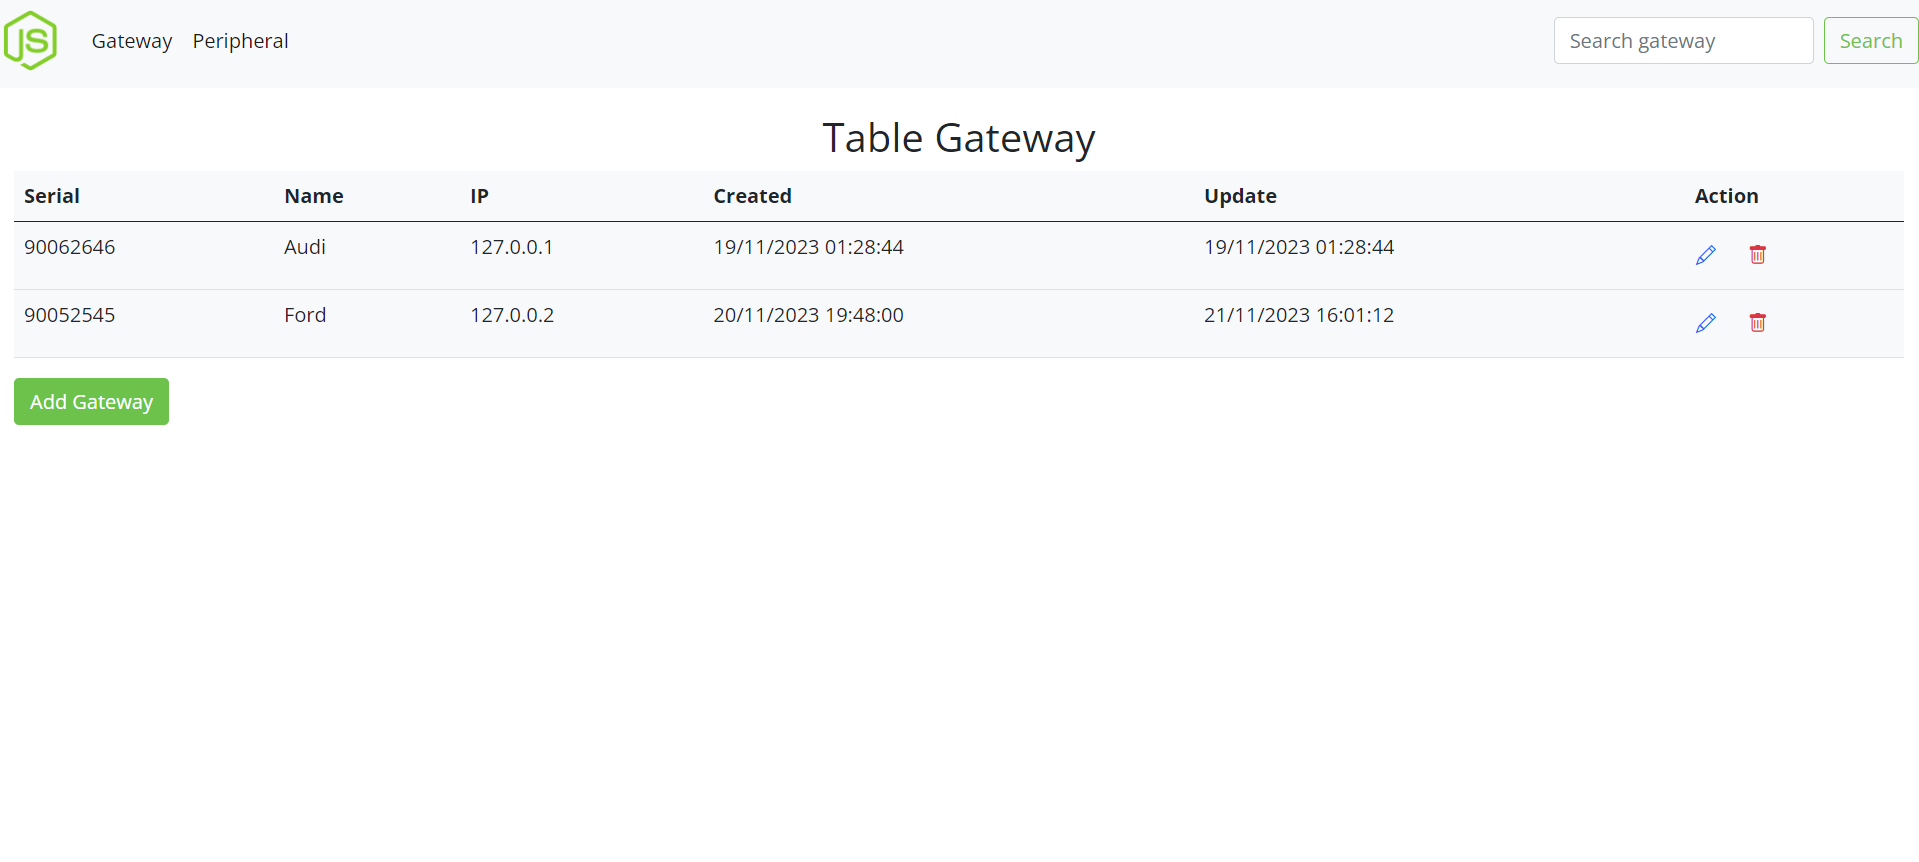 JS Gateway Peripheral Search gateway Search
Table Gateway
Serial Name IP Created Update Action
90062646 Audi 127.0.0.1 19/11/2023 01:28:44 19/11/2023 01:28:44
90052545 Ford 127.0.0.2 20/11/2023 19:48:00 21/11/2023 16:01:12
Add Gateway